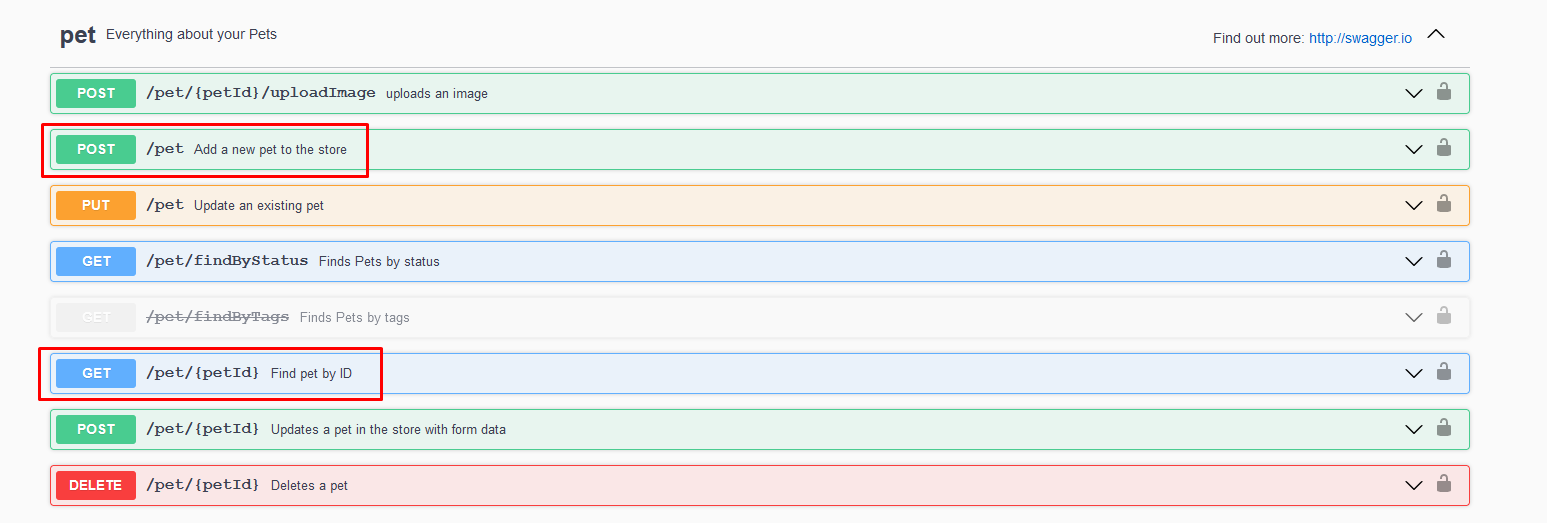 pet Everything about your Pets
Find out more: http://swagger.io
POST /pet/{petId}/uploadImage uploads an image
POST /pet Add a new pet to the store
PUT /pet Update an existing pet
GET /pet/findByStatus Finds Pets by status
GET /pet/findByTags Finds Pets by tags
GET /pet/{petId} Find pet by ID
POST /pet/{petId} Updates a pet in the store with form data
DELETE /pet/{petId} Deletes a pet